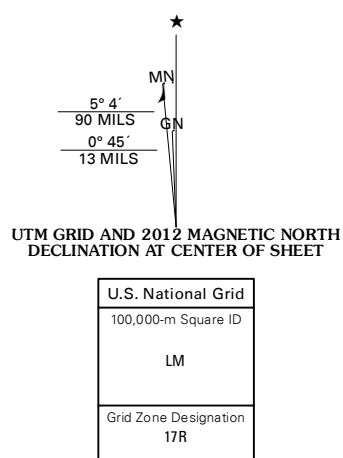 ★
MN
5° 4´
90 MILS
GN
0° 45´
13 MILS
UTM GRID AND 2012 MAGNETIC NORTH
DECLINATION AT CENTER OF SHEET
U.S. National Grid
100,000-m Square ID
LM
Grid Zone Designation
17R